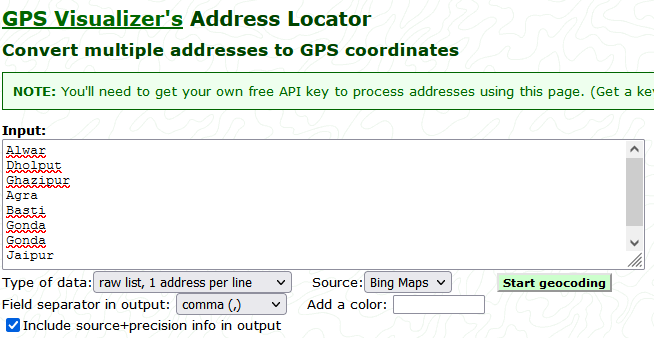 GPS Visualizer's Address Locator
Convert multiple addresses to GPS coordinates
NOTE: You'll need to get your own free API key to process addresses using this page. (Get a ke
Input:
Alwar
Dholput
Ghazipur
Agra
Basti
Gonda
Gonda
Jaipur
Type of data: raw list, 1 address per line Source: Bing Maps Start geocoding
Field separator in output: comma (,) Add a color:
Include source+precision info in output